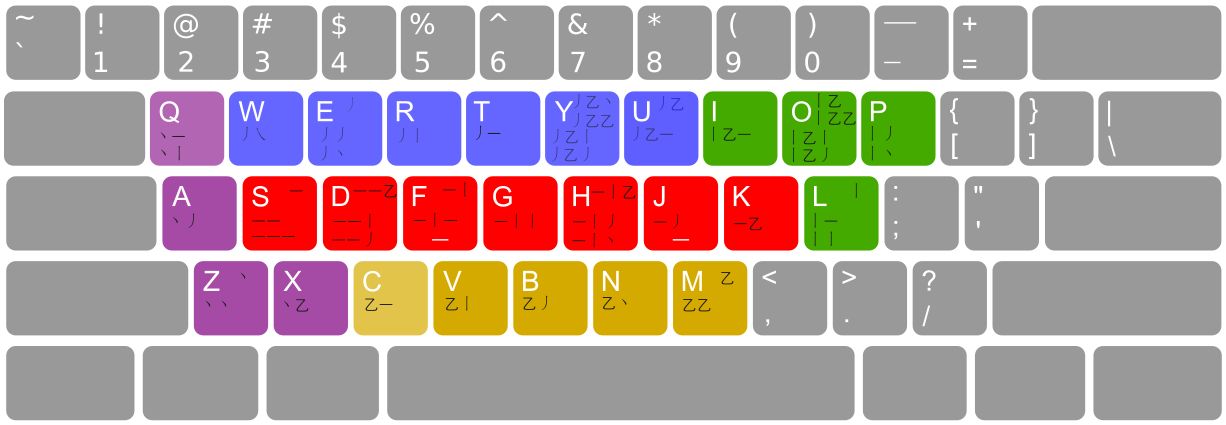 ~ ! @ # $ % ^ & * ( ) — +
` 1 2 3 4 5 6 7 8 9 0 – =
Q W E 丿 R T Y 丿乙丶 U 丿乙 I O 丨乙 P { } |
丿乙乙 丨乙乙
丶一 丿乀 丿丿 丿丨 丿一 丿乙丨 丿乙一 丨乙一 丨乙丨 丨丿 [ ] \
丶丨 丿丶 丿乙丿 丨乙丿 丨丶
A S 一 D 一一乙 F 一丨 G H 一丨乙 J K L 丨 : "
丶丿 一一 一一丨 一丨一 一丨丨 一丨丿 一丿 一乙 丨一 ; '
一一一 一一丿 一 一丨丶 一 丨丨
Z 丶 X C V B N M 乙 < > ?
丶丶 丶乙 乙一 乙丨 乙丿 乙丶 乙乙 , . /